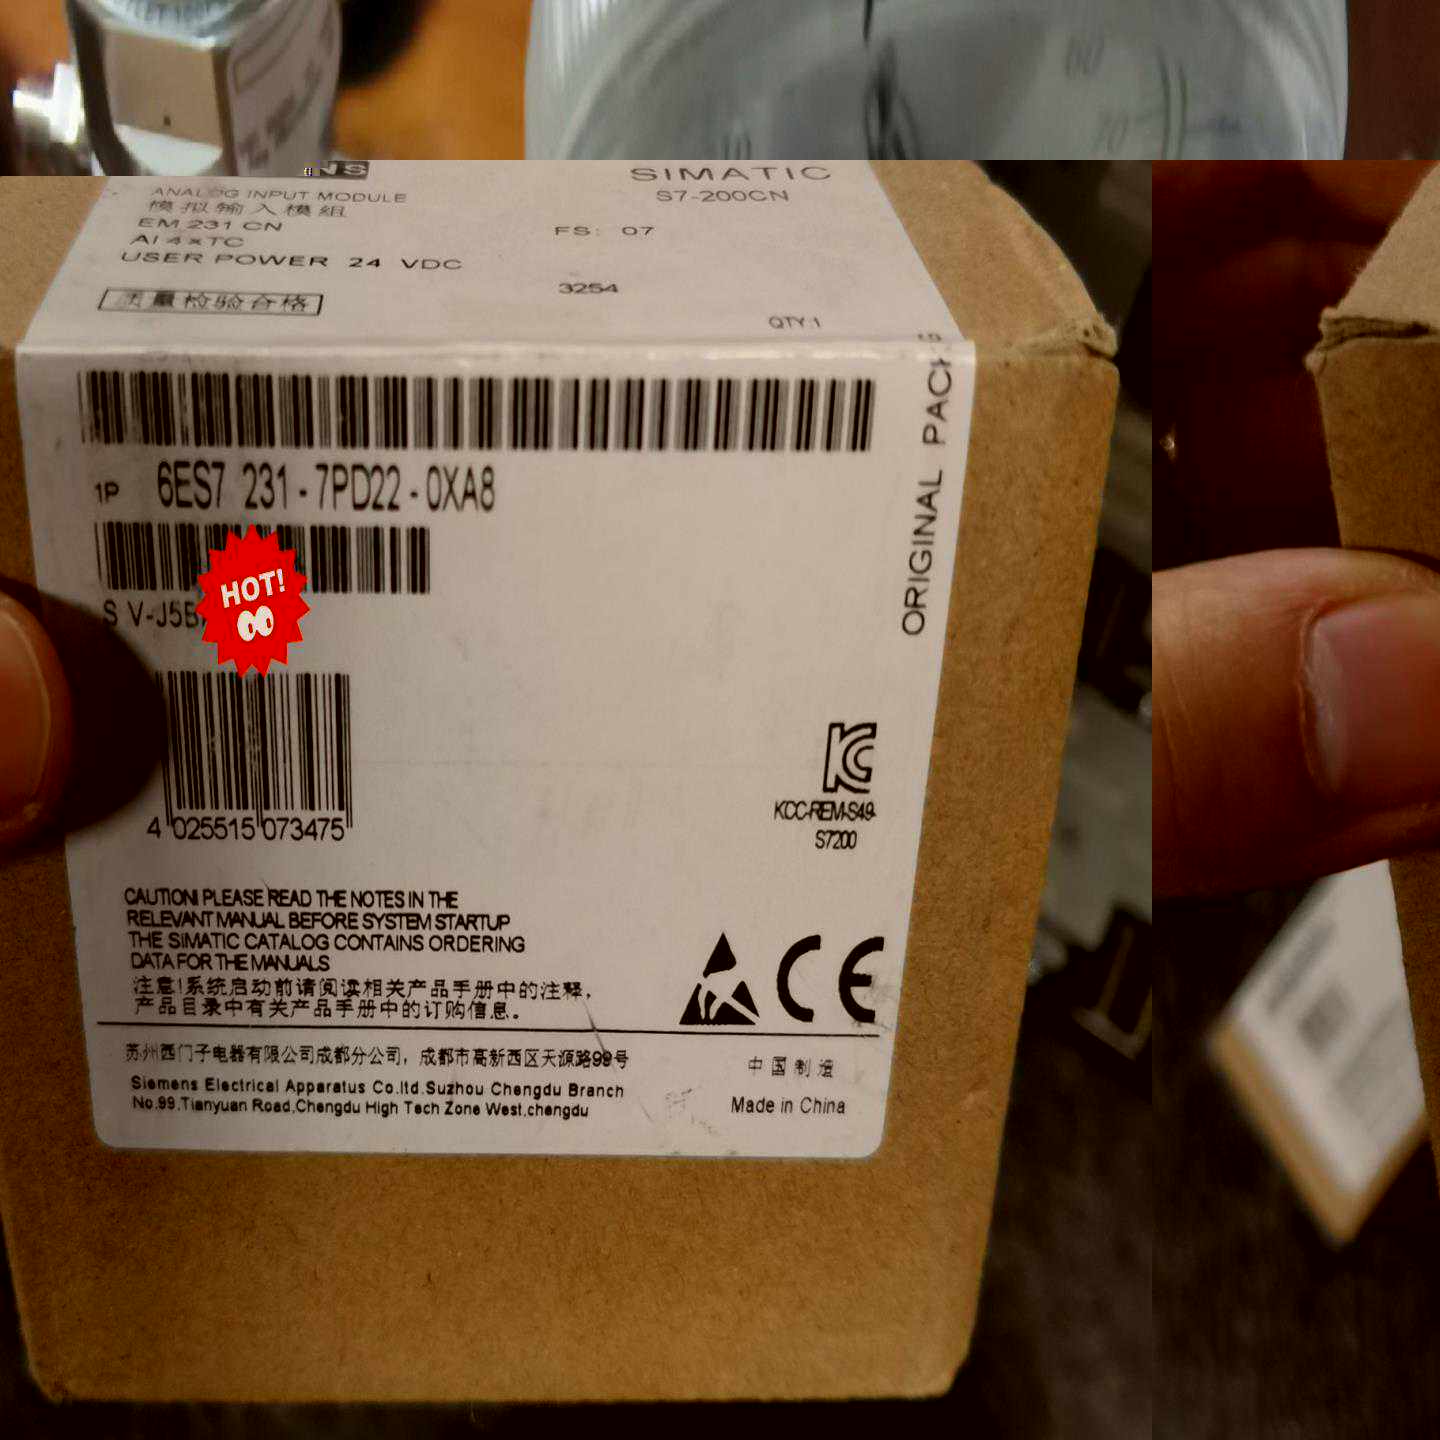 SIMATIC
S7-200CN
ANALOG INPUT MODULE
模拟输入模组
EM 231 CN
AI 4xTC
USER POWER 24 VDC
FS: 07
3254
质量检验合格
QTY:1
1P 6ES7 231-7PD22-0XA8
ORIGINAL
S V-J5B
HOT!
4 025515 073475
KCC-REM-S49-
S7200
CAUTION! PLEASE READ THE NOTES IN THE
RELEVANT MANUAL BEFORE SYSTEM STARTUP
THE SIMATIC CATALOG CONTAINS ORDERING
DATA FOR THE MANUALS
注意!系统启动前请阅读相关产品手册中的注释,
产品目录中有关产品手册中的订购信息。
CE
苏州西门子电器有限公司成都分公司, 成都市高新西区天源路99号
Siemens Electrical Apparatus Co.ltd.Suzhou Chengdu Branch
No.99.Tianyuan Road,Chengdu High Tech Zone West,chengdu
中国制造
Made in China